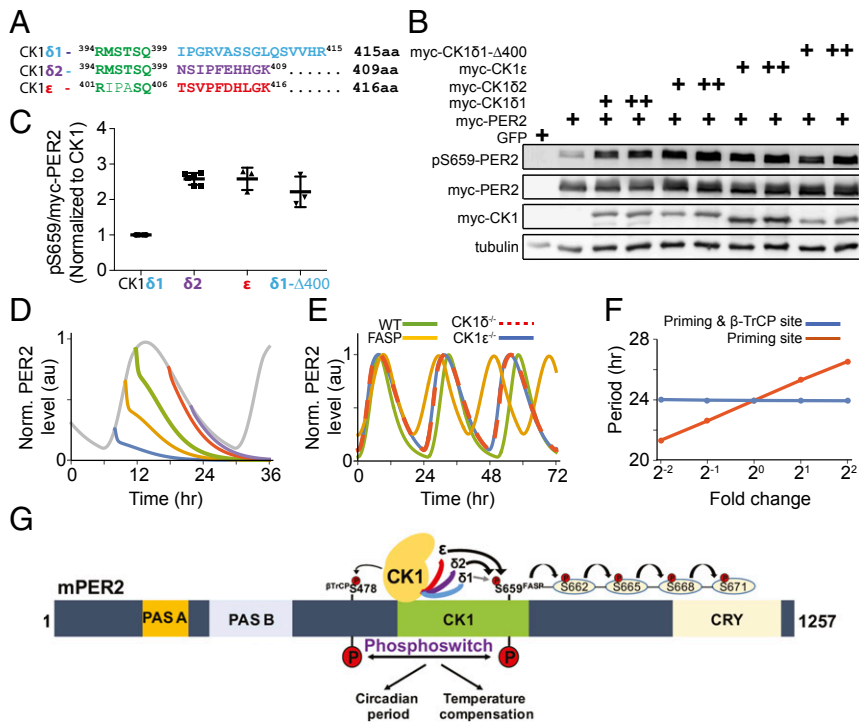 A
CK1δ1 - ³⁹⁴RMSTSQ³⁹⁹ IPGRVASSGLQSVVHR⁴¹⁵ 415aa
CK1δ2- ³⁹⁴RMSTSQ³⁹⁹ NSIPFEHHGK⁴⁰⁹...... 409aa
CK1ε - ⁴⁰¹RIPASQ⁴⁰⁶ TSVPFDHLGK⁴¹⁶...... 416aa
B
myc-CK1δ1-Δ400 + ++
myc-CK1ε + ++
myc-CK1δ2 + ++
myc-CK1δ1 + ++
myc-PER2 + + + + + + + + +
GFP +
pS659-PER2
myc-PER2
myc-CK1
tubulin
C
pS659/myc-PER2
(Normalized to CK1)
4
3
2
1
0
CK1δ1 δ2 ε δ1-Δ400
D
Norm. PER2
level (au)
1
0
0 12 24 36
Time (hr)
E
WT
FASP
CK1δ⁻/⁻
CK1ε⁻/⁻
Norm. PER2
level (au)
1
0
0 24 48 72
Time (hr)
F
Priming & β-TrCP site
Priming site
Period (hr)
28
24
20
2⁻² 2⁻¹ 2⁰ 2¹ 2²
Fold change
G
mPER2
CK1
ε
δ2
δ1
βTrCP S478
P
P
S659 FASP
P P P P
S662 S665 S668 S671
1
PAS A
PAS B
CK1
CRY
1257
Phosphoswitch
P
P
Circadian
period
Temperature
compensation